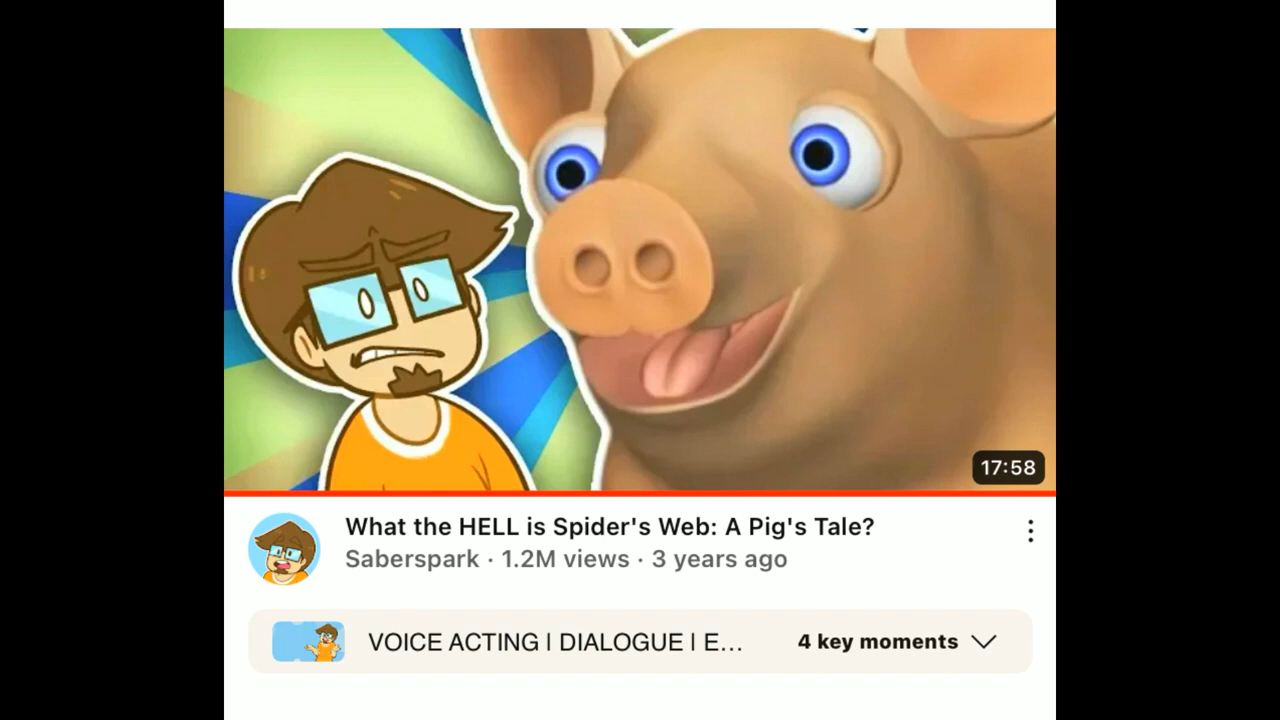 17:58
What the HELL is Spider's Web: A Pig's Tale?
Saberspark · 1.2M views · 3 years ago
VOICE ACTING | DIALOGUE | E... 4 key moments